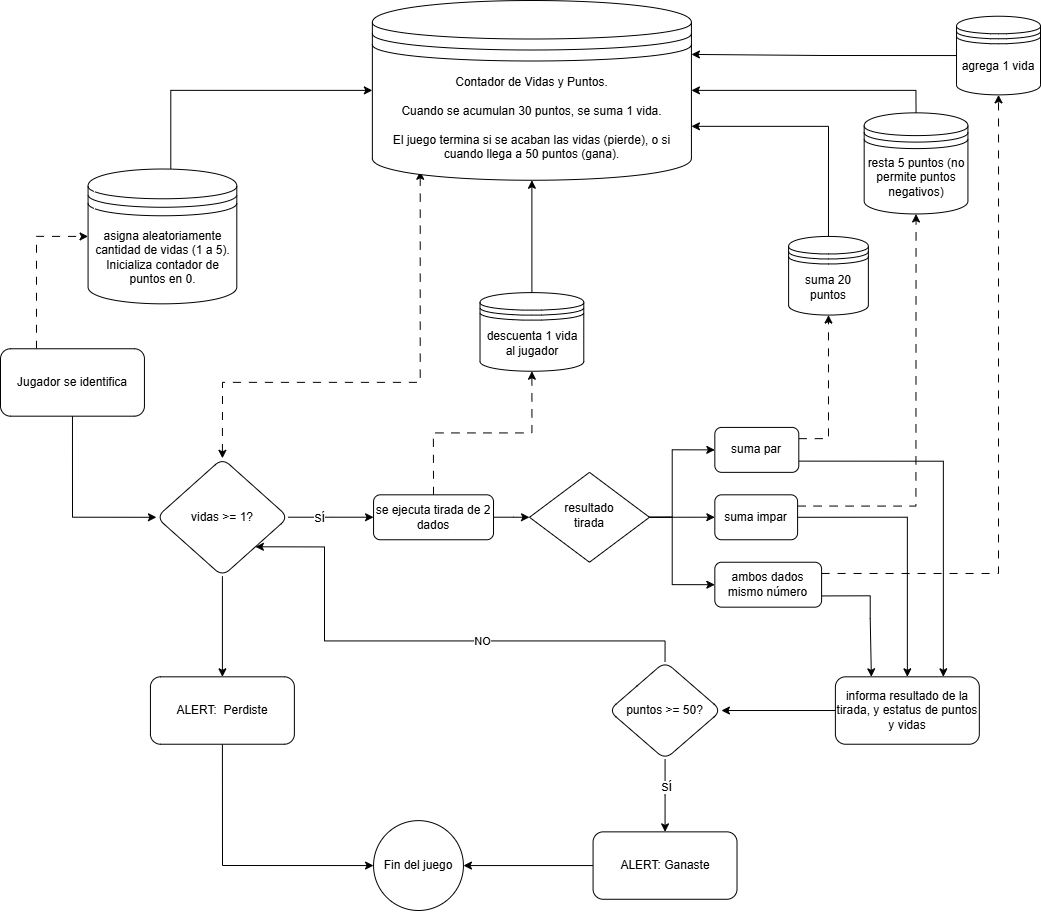 Contador de Vidas y Puntos.
Cuando se acumulan 30 puntos, se suma 1 vida.
El juego termina si se acaban las vidas (pierde), o si
cuando llega a 50 puntos (gana).
agrega 1 vida
resta 5 puntos (no
permite puntos
negativos)
asigna aleatoriamente
cantidad de vidas (1 a 5).
Inicializa contador de
puntos en 0.
suma 20
puntos
descuenta 1 vida
al jugador
Jugador se identifica
suma par
vidas >= 1?
SÍ
se ejecuta tirada de 2
dados
resultado
tirada
suma impar
ambos dados
mismo número
NO
ALERT:  Perdiste
puntos >= 50?
informa resultado de la
tirada, y estatus de puntos
y vidas
SÍ
Fin del juego
ALERT: Ganaste